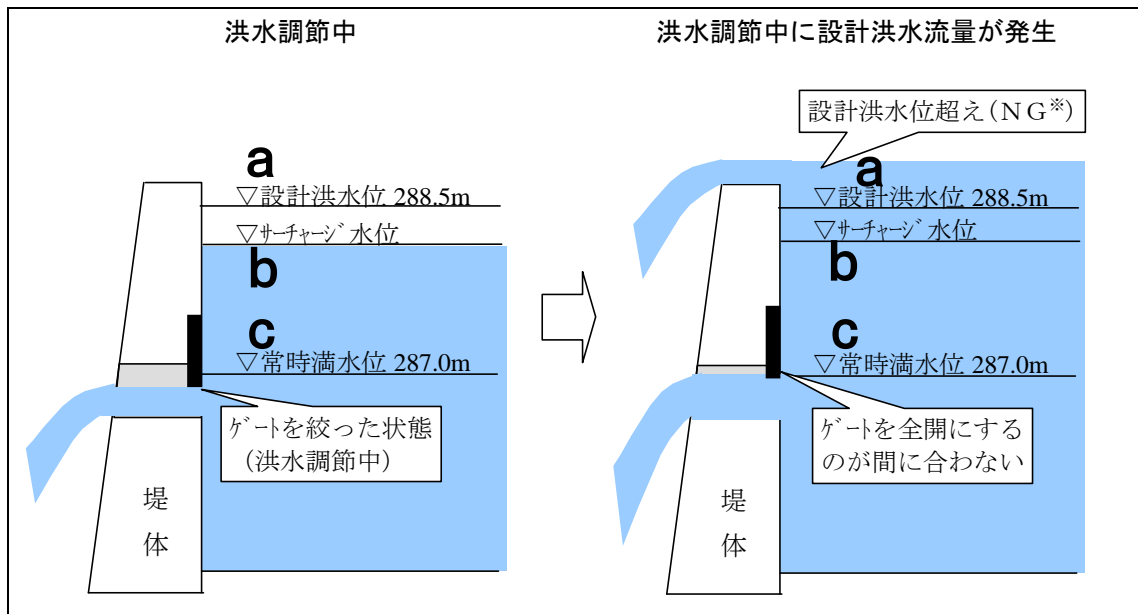 洪水調節中
a
▽設計洪水位 288.5m
▽サーチャージ水位
b
c
▽常時満水位 287.0m
ゲートを絞った状態
(洪水調節中)
堤
体
洪水調節中に設計洪水流量が発生
設計洪水位超え(NG※)
a
▽設計洪水位 288.5m
▽サーチャージ水位
b
c
▽常時満水位 287.0m
ゲートを全開にする
のが間に合わない
堤
体